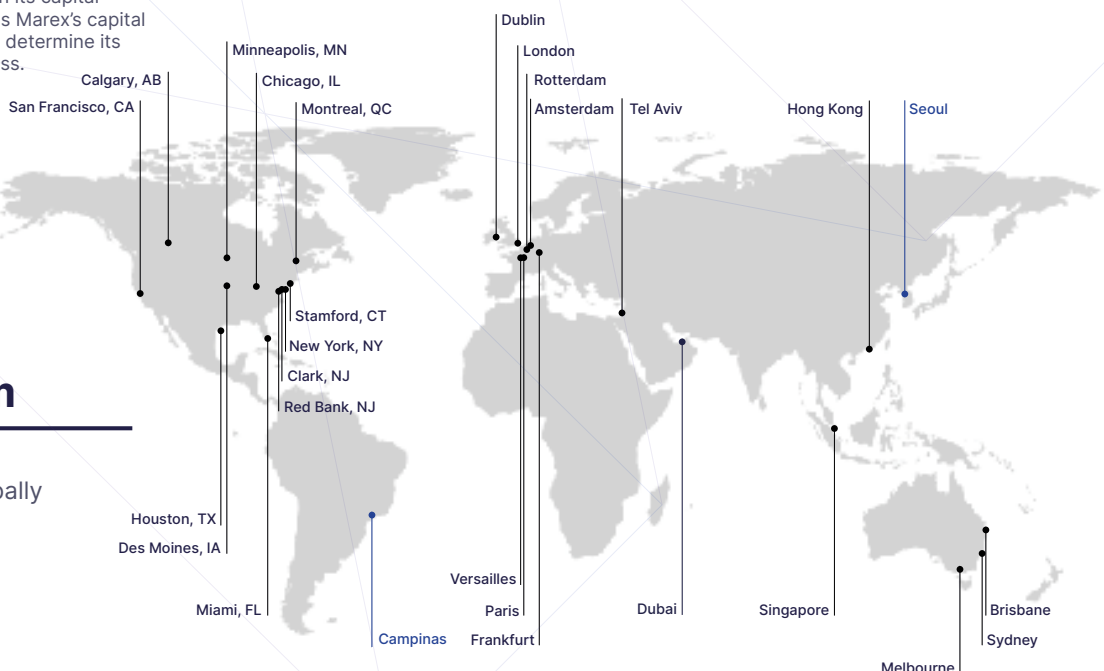 s Marex’s capital
determine its
ss.
Dublin
Minneapolis, MN
London
Calgary, AB
Chicago, IL
Rotterdam
San Francisco, CA
Montreal, QC
Amsterdam
Tel Aviv
Hong Kong
Seoul
Stamford, CT
New York, NY
Clark, NJ
Red Bank, NJ
n
bally
Houston, TX
Des Moines, IA
Versailles
Miami, FL
Paris
Dubai
Singapore
Brisbane
Campinas
Frankfurt
Sydney
Melbourne